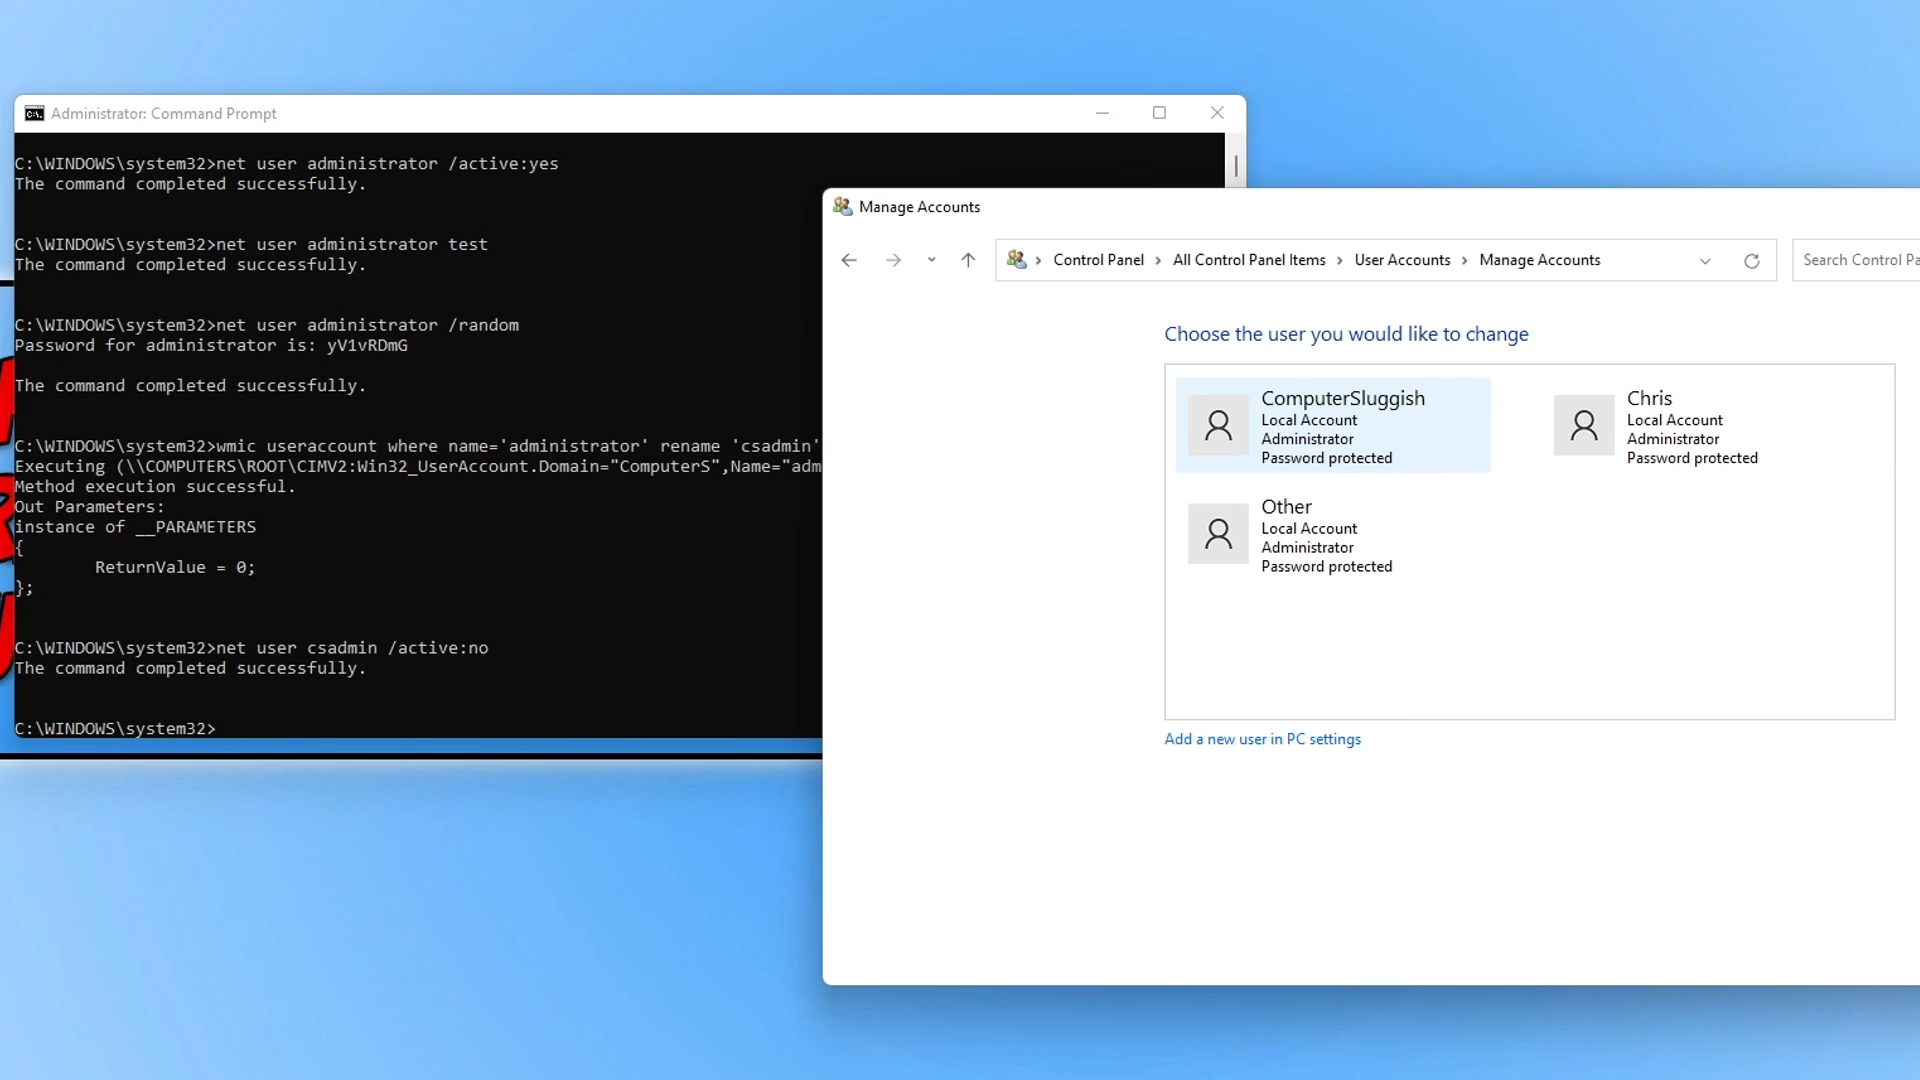 Administrator: Command Prompt
C:\WINDOWS\system32>net user administrator /active:yes
The command completed successfully.
C:\WINDOWS\system32>net user administrator test
The command completed successfully.
C:\WINDOWS\system32>net user administrator /random
Password for administrator is: yV1vRDmG
The command completed successfully.
C:\WINDOWS\system32>wmic useraccount where name='administrator' rename 'csadmin'
Executing (\\COMPUTERS\ROOT\CIMV2:Win32_UserAccount.Domain="ComputerS",Name="adm
Method execution successful.
Out Parameters:
instance of __PARAMETERS
{
ReturnValue = 0;
};
C:\WINDOWS\system32>net user csadmin /active:no
The command completed successfully.
C:\WINDOWS\system32>
Manage Accounts
Control Panel > All Control Panel Items > User Accounts > Manage Accounts
Search Control Pa
Choose the user you would like to change
ComputerSluggish
Local Account
Administrator
Password protected
Chris
Local Account
Administrator
Password protected
Other
Local Account
Administrator
Password protected
Add a new user in PC settings